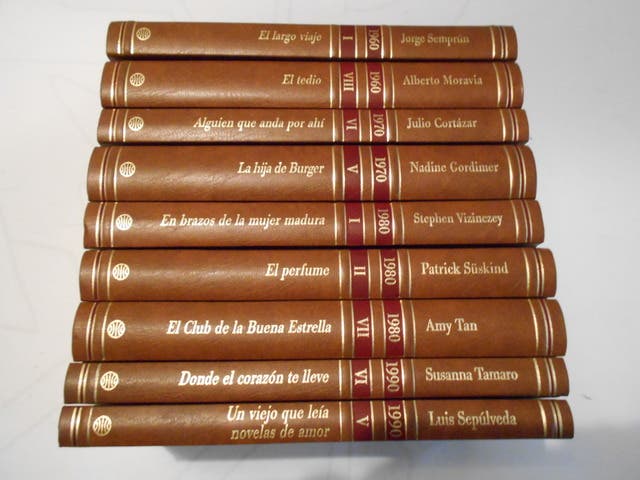 El largo viaje I 1960 Jorge Semprún
El tedio VIII 1960 Alberto Moravia
Alguien que anda por ahí VI 1970 Julio Cortázar
La hija de Burger V 1970 Nadine Gordimer
En brazos de la mujer madura I 1980 Stephen Vizinczey
El perfume II 1980 Patrick Süskind
El Club de la Buena Estrella VII 1980 Amy Tan
Donde el corazón te lleve VI 1990 Susanna Tamaro
Un viejo que leía
novelas de amor V 1990 Luis Sepúlveda